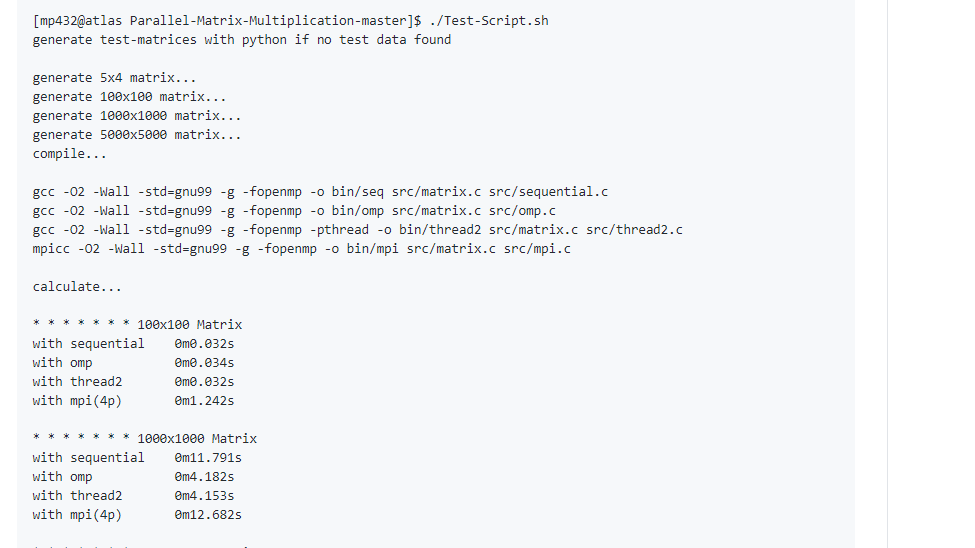 [mp432@atlas Parallel-Matrix-Multiplication-master]$ ./Test-Script.sh
generate test-matrices with python if no test data found
generate 5x4 matrix...
generate 100x100 matrix...
generate 1000x1000 matrix...
generate 5000x5000 matrix...
compile...
gcc -O2 -Wall -std=gnu99 -g -fopenmp -o bin/seq src/matrix.c src/sequential.c
gcc -O2 -Wall -std=gnu99 -g -fopenmp -o bin/omp src/matrix.c src/omp.c
gcc -O2 -Wall -std=gnu99 -g -fopenmp -pthread -o bin/thread2 src/matrix.c src/thread2.c
mpicc -O2 -Wall -std=gnu99 -g -fopenmp -o bin/mpi src/matrix.c src/mpi.c
calculate...
* * * * * * * 100x100 Matrix
with sequential    0m0.032s
with omp           0m0.034s
with thread2       0m0.032s
with mpi(4p)       0m1.242s
* * * * * * * 1000x1000 Matrix
with sequential    0m11.791s
with omp           0m4.182s
with thread2       0m4.153s
with mpi(4p)       0m12.682s